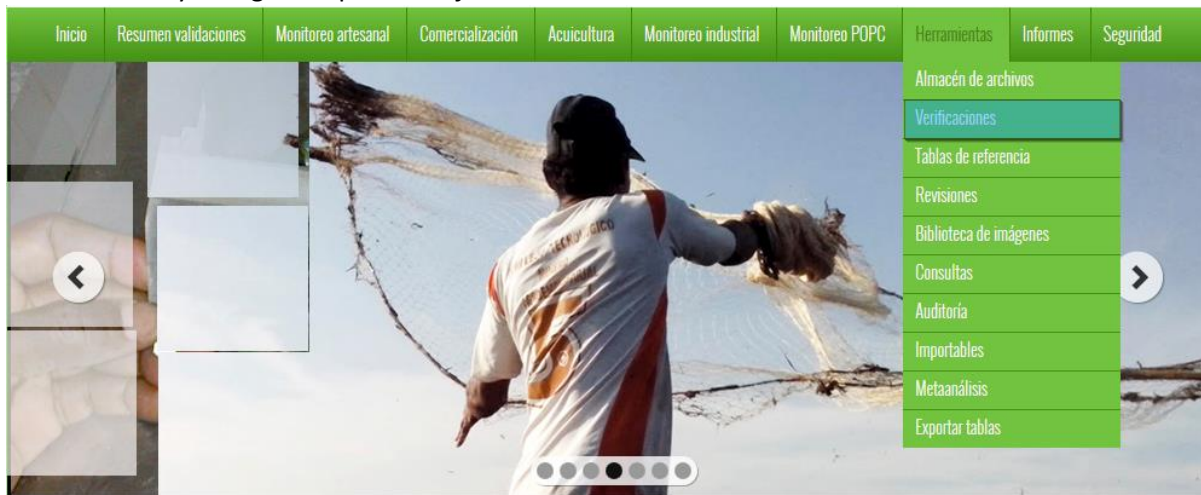 Inicio Resumen validaciones Monitoreo artesanal Comercialización Acuicultura Monitoreo industrial Monitoreo POPC Herramientas Informes Seguridad
Almacén de archivos
Verificaciones
Tablas de referencia
Revisiones
Biblioteca de imágenes
Consultas
Auditoría
Importables
Metaanálisis
Exportar tablas